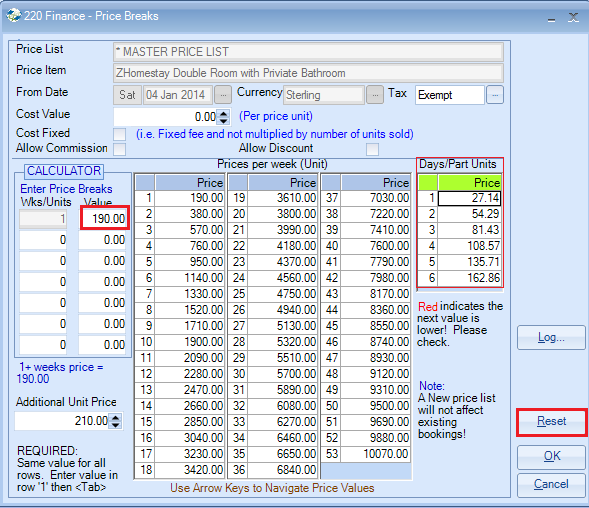 220 Finance - Price Breaks
Price List * MASTER PRICE LIST
Price Item ZHomestay Double Room with Priviate Bathroom
From Date Sat 04 Jan 2014 ... Currency Sterling ... Tax Exempt ...
Cost Value 0.00 (Per price unit)
Cost Fixed (i.e. Fixed fee and not multiplied by number of units sold)
Allow Commission Allow Discount
CALCULATOR
Enter Price Breaks
Wks/Units Value
1 190.00
0 0.00
0 0.00
0 0.00
0 0.00
0 0.00
0 0.00
1+ weeks price =
190.00
Additional Unit Price
210.00
REQUIRED:
Same value for all
rows. Enter value in
row '1' then <Tab>
Prices per week (Unit)
Price Price Price
1 190.00 19 3610.00 37 7030.00
2 380.00 20 3800.00 38 7220.00
3 570.00 21 3990.00 39 7410.00
4 760.00 22 4180.00 40 7600.00
5 950.00 23 4370.00 41 7790.00
6 1140.00 24 4560.00 42 7980.00
7 1330.00 25 4750.00 43 8170.00
8 1520.00 26 4940.00 44 8360.00
9 1710.00 27 5130.00 45 8550.00
10 1900.00 28 5320.00 46 8740.00
11 2090.00 29 5510.00 47 8930.00
12 2280.00 30 5700.00 48 9120.00
13 2470.00 31 5890.00 49 9310.00
14 2660.00 32 6080.00 50 9500.00
15 2850.00 33 6270.00 51 9690.00
16 3040.00 34 6460.00 52 9880.00
17 3230.00 35 6650.00 53 10070.00
18 3420.00 36 6840.00
Use Arrow Keys to Navigate Price Values
Days/Part Units
Price
1 27.14
2 54.29
3 81.43
4 108.57
5 135.71
6 162.86
Red indicates the
next value is
lower! Please
check.
Note:
A New price list
will not affect
existing
bookings!
Log...
Reset
OK
Cancel